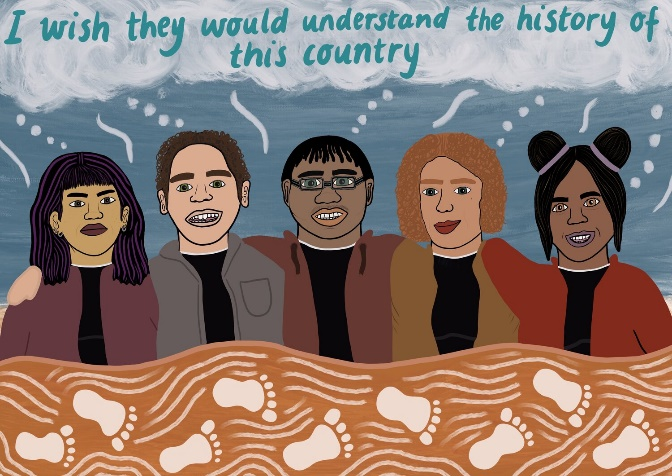 I wish they would understand the history of
this country